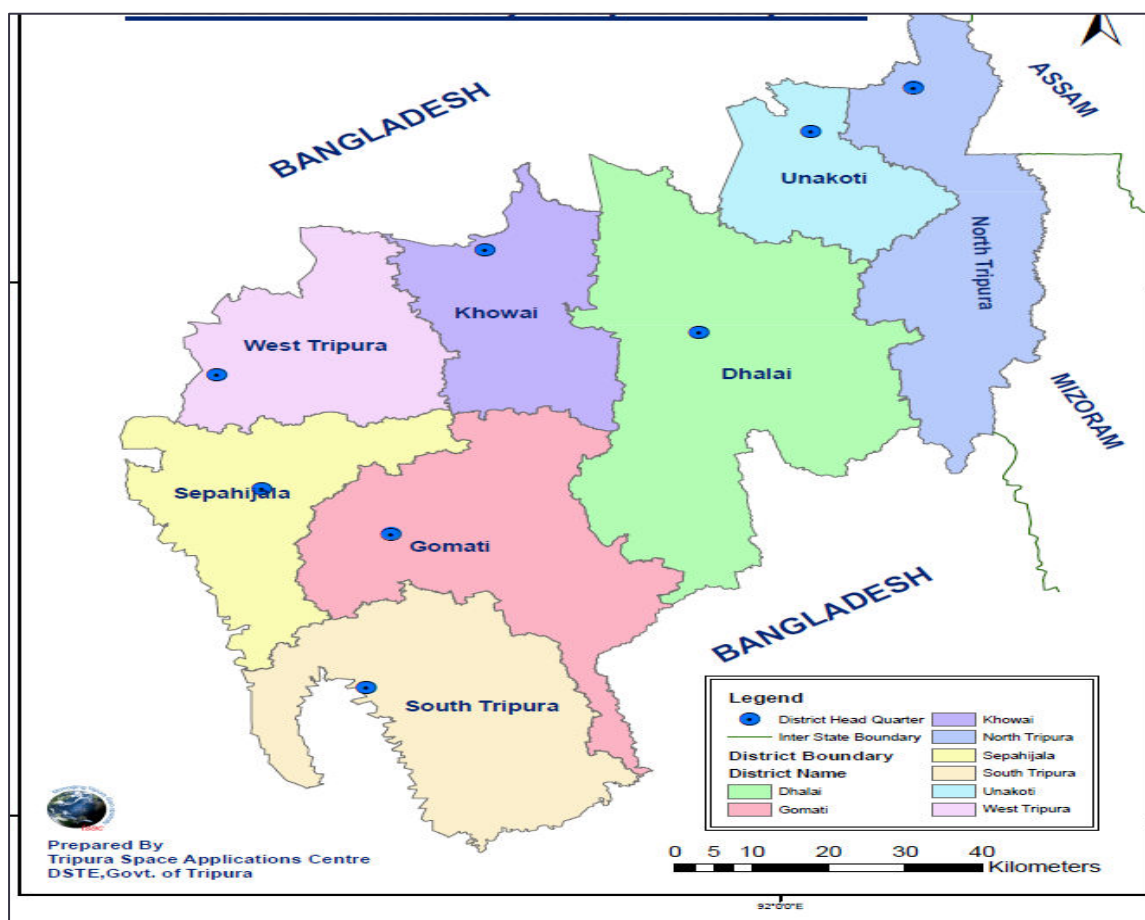 BANGLADESH
ASSAM
Unakoti
North Tripura
Khowai
West Tripura
Dhalai
MIZORAM
Sepahijala
Gomati
BANGLADESH
South Tripura
Legend
District Head Quarter
Inter State Boundary
District Boundary
District Name
Dhalai
Gomati
Khowai
North Tripura
Sepahijala
South Tripura
Unakoti
West Tripura
Prepared By
Tripura Space Applications Centre
DSTE,Govt. of Tripura
0 5 10 20 30 40
Kilometers
92°0'0"E